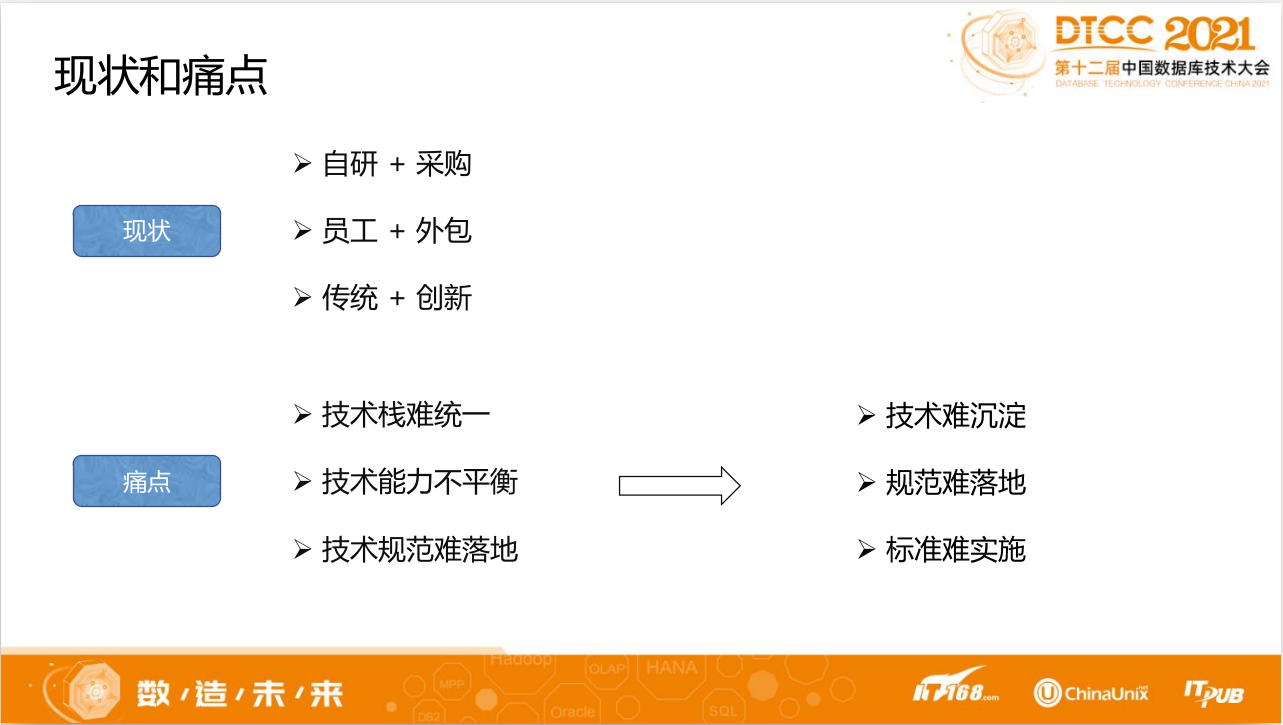 现状和痛点
DTCC 2021
第十二届中国数据库技术大会
DATABASE TECHNOLOGY CONFERENCE CHINA 2021
➢ 自研 + 采购
现状
➢ 员工 + 外包
➢ 传统 + 创新
➢ 技术栈难统一
➢ 技术难沉淀
痛点
➢ 技术能力不平衡
➢ 规范难落地
➢ 技术规范难落地
➢ 标准难实施
数/造/未/来
Hadoop
OLAP
HANA
MPP
DB2
Oracle
SQL
IT168.com
ChinaUnix
ITPUB